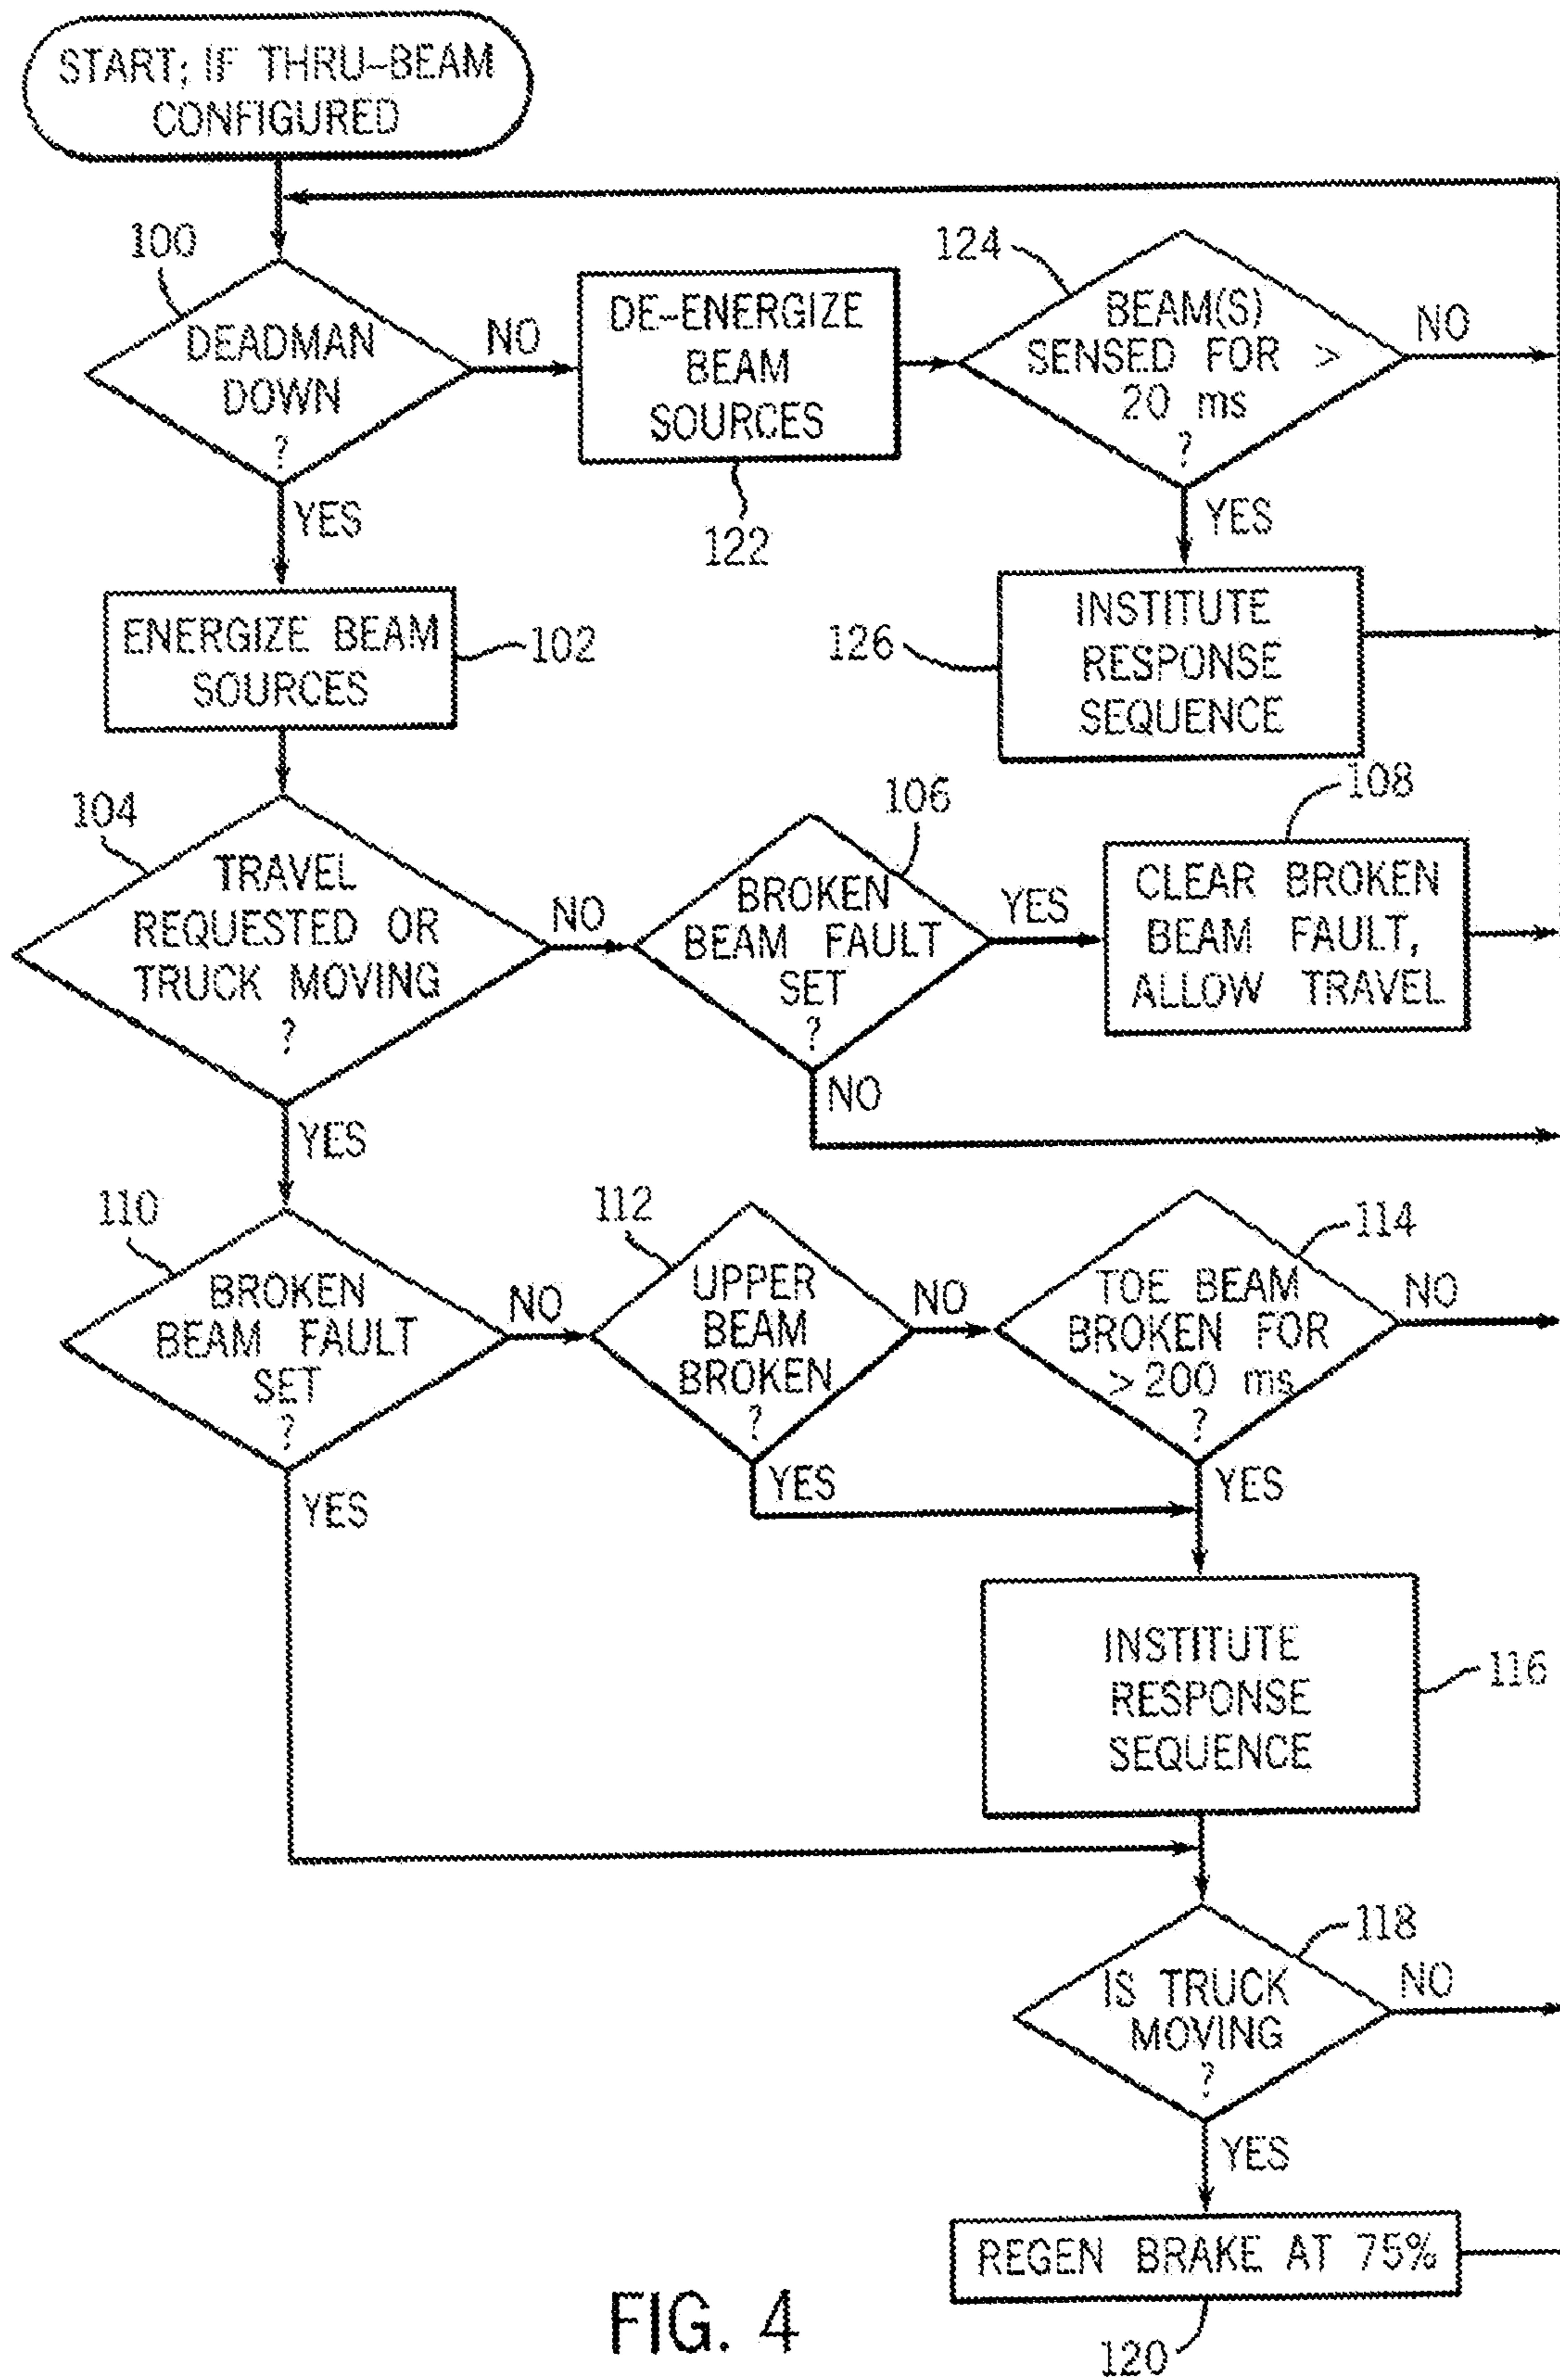 START; IF THRU-BEAM
CONFIGURED
100
DEADMAN
DOWN
?
NO
YES
DE-ENERGIZE
BEAM
SOURCES
122
124
BEAM(S)
SENSED FOR >
20 ms
?
NO
YES
ENERGIZE BEAM
SOURCES
102
126
INSTITUTE
RESPONSE
SEQUENCE
104
TRAVEL
REQUESTED OR
TRUCK MOVING
?
NO
YES
106
BROKEN
BEAM FAULT
SET
?
YES
NO
108
CLEAR BROKEN
BEAM FAULT,
ALLOW TRAVEL
110
BROKEN
BEAM FAULT
SET
?
NO
YES
112
UPPER
BEAM
BROKEN
?
NO
YES
114
TOE BEAM
BROKEN FOR
>200 ms
?
NO
YES
INSTITUTE
RESPONSE
SEQUENCE
116
118
IS TRUCK
MOVING
?
NO
YES
REGEN BRAKE AT 75%
120
FIG. 4